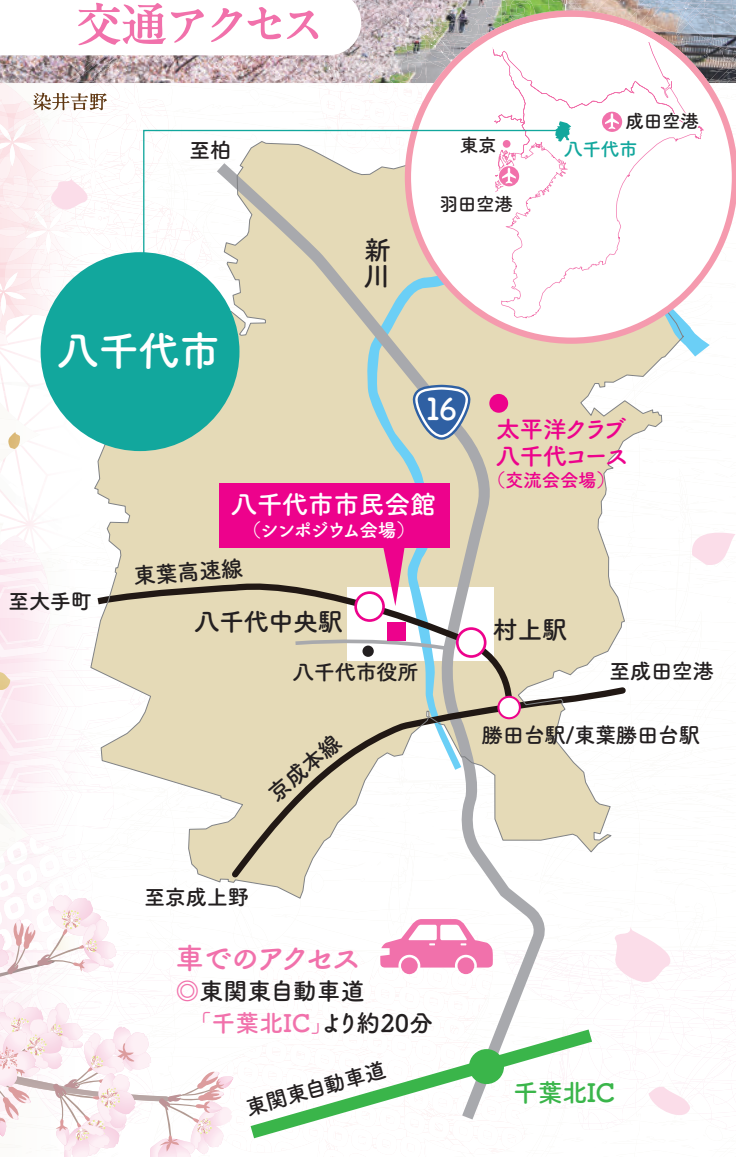 交通アクセス
染井吉野
至柏
新川
東京
成田空港
八千代市
羽田空港
八千代市
16
太平洋クラブ
八千代コース
（交流会会場）
八千代市市民会館
（シンポジウム会場）
東葉高速線
至大手町
八千代中央駅
村上駅
八千代市役所
至成田空港
勝田台駅/東葉勝田台駅
京成本線
至京成上野
車でのアクセス
◎東関東自動車道
「千葉北IC」より約20分
東関東自動車道
千葉北IC